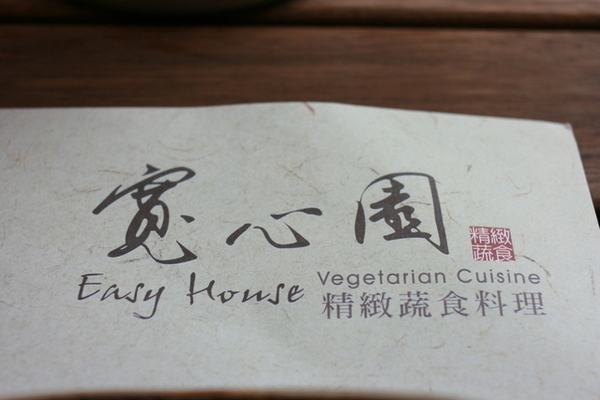 寬心園
精緻
蔬食
Easy House
Vegetarian Cuisine
精緻蔬食料理